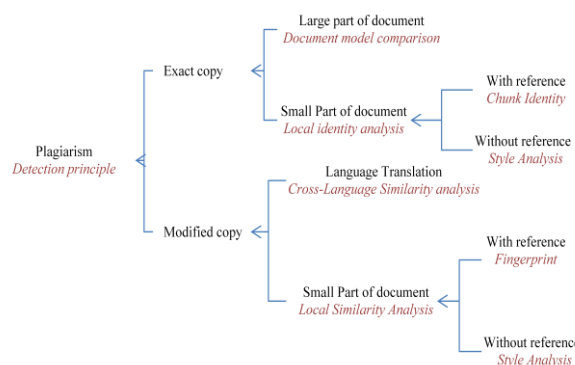 Large part of document
Document model comparison
Exact copy
With reference
Chunk Identity
Small Part of document
Local identity analysis
Without reference
Style Analysis
Plagiarism
Detection principle
Language Translation
Cross-Language Similarity analysis
Modified copy
With reference
Fingerprint
Small Part of document
Local Similarity Analysis
Without reference
Style Analysis